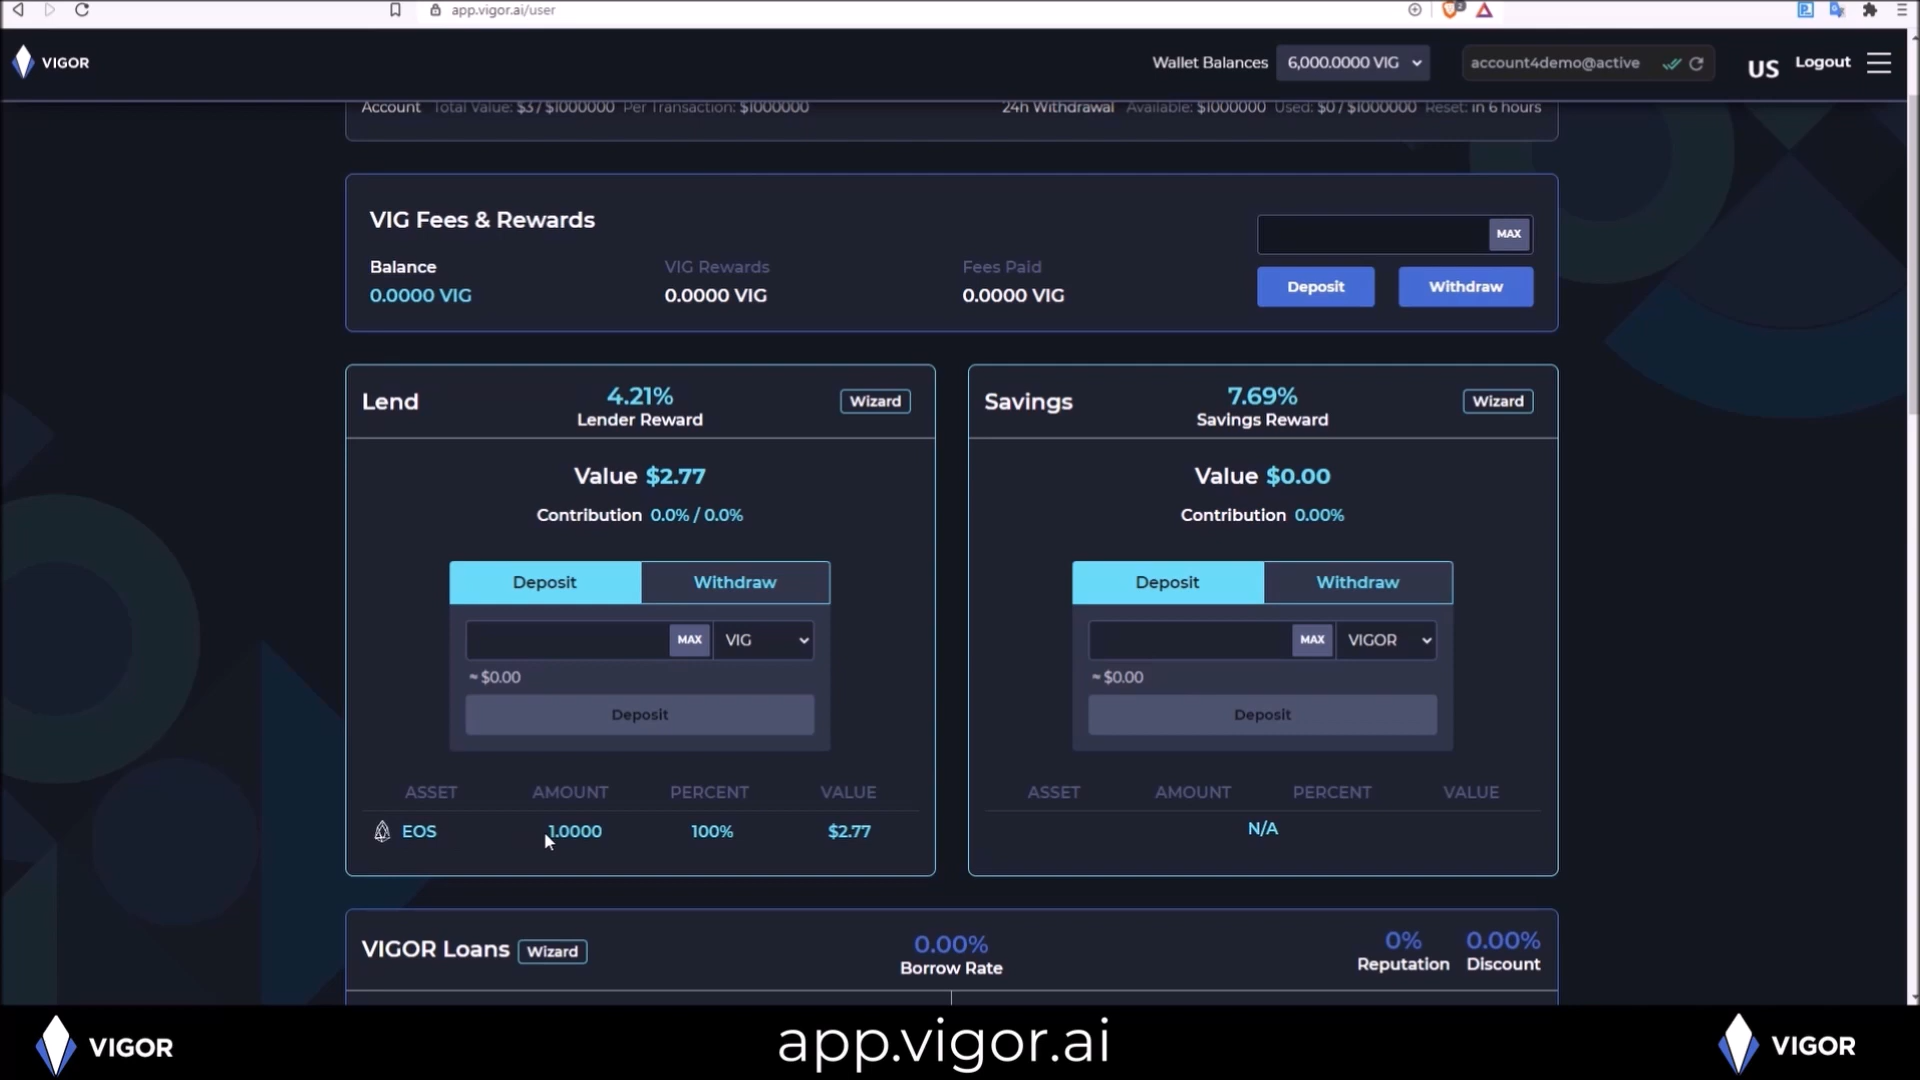 app.vigor.ai/user
2
VIGOR
Wallet Balances 6,000.0000 VIG account4demo@active US Logout
Account Total Value: $3 / $1000000 Per Transaction: $1000000 24h Withdrawal Available: $1000000 Used: $0 / $1000000 Reset: in 6 hours
VIG Fees & Rewards
MAX
Balance VIG Rewards Fees Paid
0.0000 VIG 0.0000 VIG 0.0000 VIG
Deposit Withdraw
Lend 4.21% Wizard
Lender Reward
Value $2.77
Contribution 0.0% / 0.0%
Deposit Withdraw
MAX VIG
~ $0.00
Deposit
ASSET AMOUNT PERCENT VALUE
EOS 1.0000 100% $2.77
Savings 7.69% Wizard
Savings Reward
Value $0.00
Contribution 0.00%
Deposit Withdraw
MAX VIGOR
~ $0.00
Deposit
ASSET AMOUNT PERCENT VALUE
N/A
VIGOR Loans Wizard
0.00%
Borrow Rate
0% 0.00%
Reputation Discount
VIGOR app.vigor.ai VIGOR